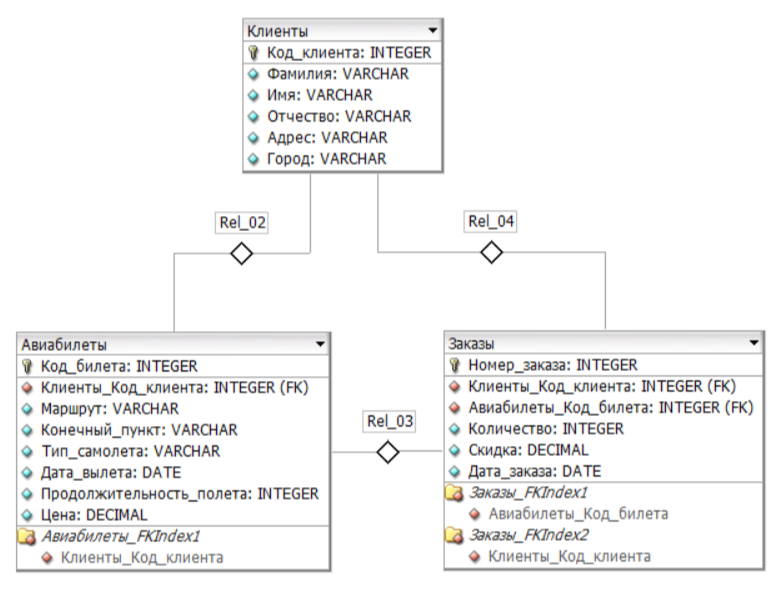 Клиенты
Код_клиента: INTEGER
Фамилия: VARCHAR
Имя: VARCHAR
Отчество: VARCHAR
Адрес: VARCHAR
Город: VARCHAR
Rel_02
Rel_04
Авиабилеты
Код_билета: INTEGER
Клиенты_Код_клиента: INTEGER (FK)
Маршрут: VARCHAR
Конечный_пункт: VARCHAR
Тип_самолета: VARCHAR
Дата_вылета: DATE
Продолжительность_полета: INTEGER
Цена: DECIMAL
Авиабилеты_FKIndex1
Клиенты_Код_клиента
Rel_03
Заказы
Номер_заказа: INTEGER
Клиенты_Код_клиента: INTEGER (FK)
Авиабилеты_Код_билета: INTEGER (FK)
Количество: INTEGER
Скидка: DECIMAL
Дата_заказа: DATE
Заказы_FKIndex1
Авиабилеты_Код_билета
Заказы_FKIndex2
Клиенты_Код_клиента